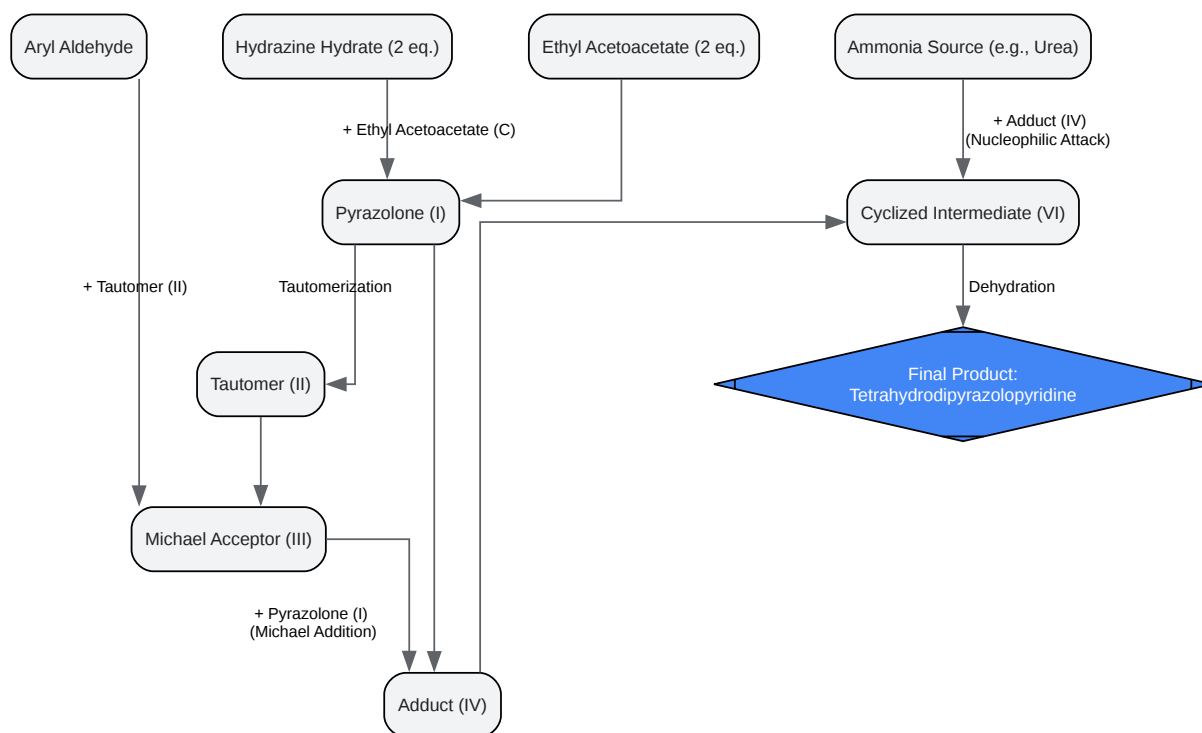 Aryl Aldehyde
Hydrazine Hydrate (2 eq.)
Ethyl Acetoacetate (2 eq.)
Ammonia Source (e.g., Urea)
+ Ethyl Acetoacetate (C)
+ Adduct (IV)
(Nucleophilic Attack)
Pyrazolone (I)
Cyclized Intermediate (VI)
+ Tautomer (II)
Tautomerization
Dehydration
Tautomer (II)
Final Product:
Tetrahydrodipyrazolopyridine
Michael Acceptor (III)
+ Pyrazolone (I)
(Michael Addition)
Adduct (IV)